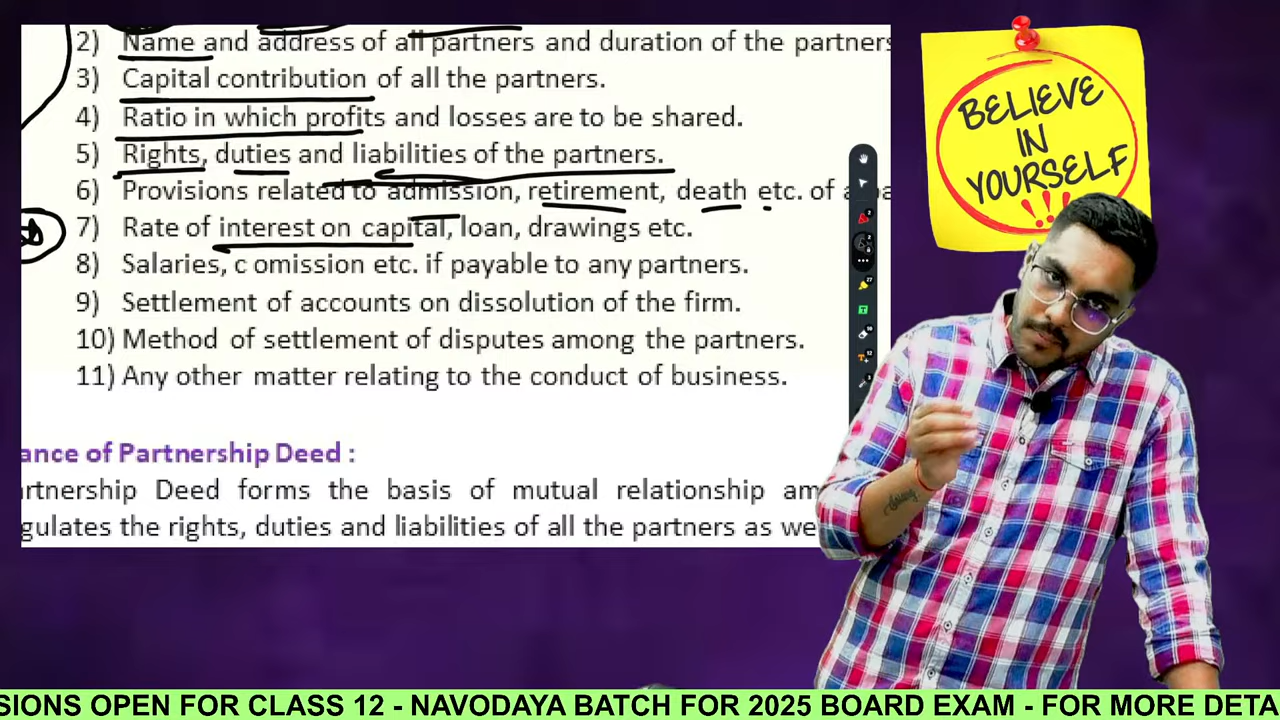 2) Name and address of all partners and duration of the partners
3) Capital contribution of all the partners.
4) Ratio in which profits and losses are to be shared.
5) Rights, duties and liabilities of the partners.
6) Provisions related to admission, retirement, death etc. of a pa
7) Rate of interest on capital, loan, drawings etc.
8) Salaries, c omission etc. if payable to any partners.
9) Settlement of accounts on dissolution of the firm.
10) Method of settlement of disputes among the partners.
11) Any other matter relating to the conduct of business.
ance of Partnership Deed :
rtnership Deed forms the basis of mutual relationship am
gulates the rights, duties and liabilities of all the partners as we
BELIEVE
IN
YOURSELF
!!!
SIONS OPEN FOR CLASS 12 - NAVODAYA BATCH FOR 2025 BOARD EXAM - FOR MORE DETA